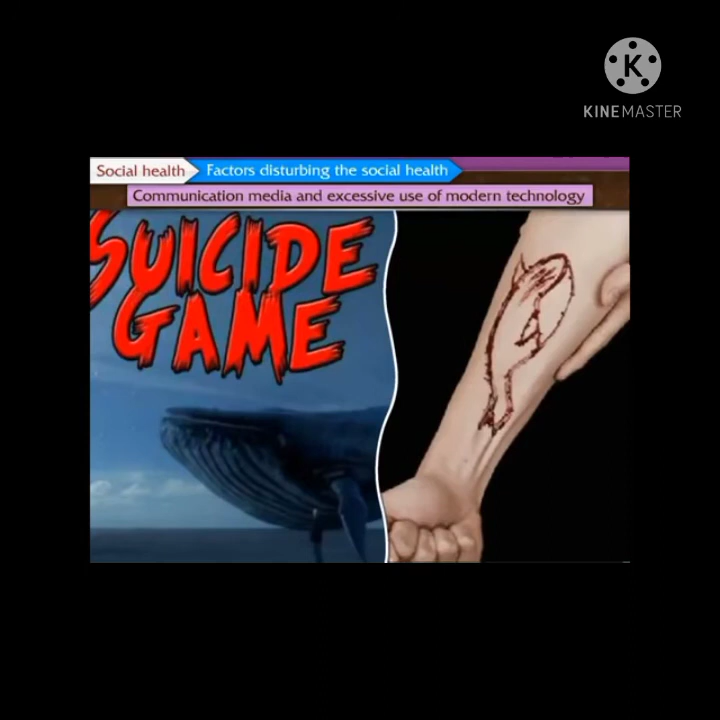 KINEMASTER
Social health
Factors disturbing the social health
Communication media and excessive use of modern technology
SUICIDE
GAME